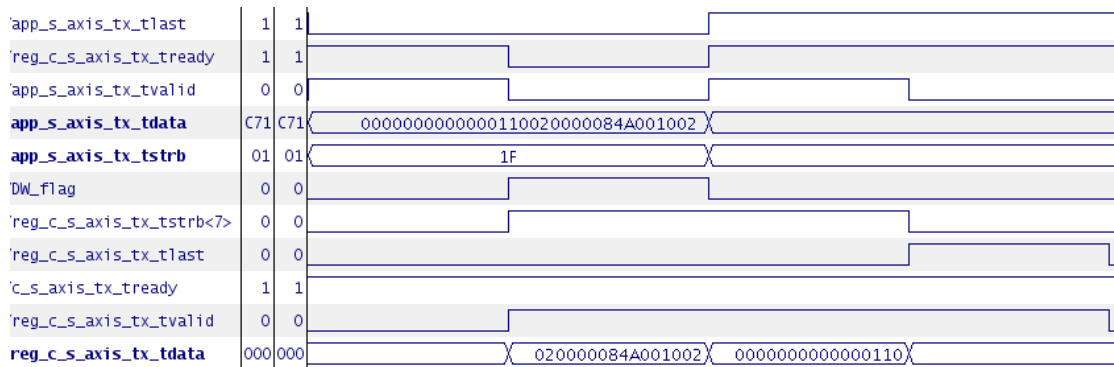 /app_s_axis_tx_tlast 1 1
/reg_c_s_axis_tx_tready 1 1
/app_s_axis_tx_tvalid 0 0
app_s_axis_tx_tdata C71 C71 0000000000000110020000084A001002
app_s_axis_tx_tstrb 01 01 1F
/DW_flag 0 0
/reg_c_s_axis_tx_tstrb<7> 0 0
/reg_c_s_axis_tx_tlast 0 0
/c_s_axis_tx_tready 1 1
/reg_c_s_axis_tx_tvalid 0 0
reg_c_s_axis_tx_tdata 000 000 020000084A001002 0000000000000110